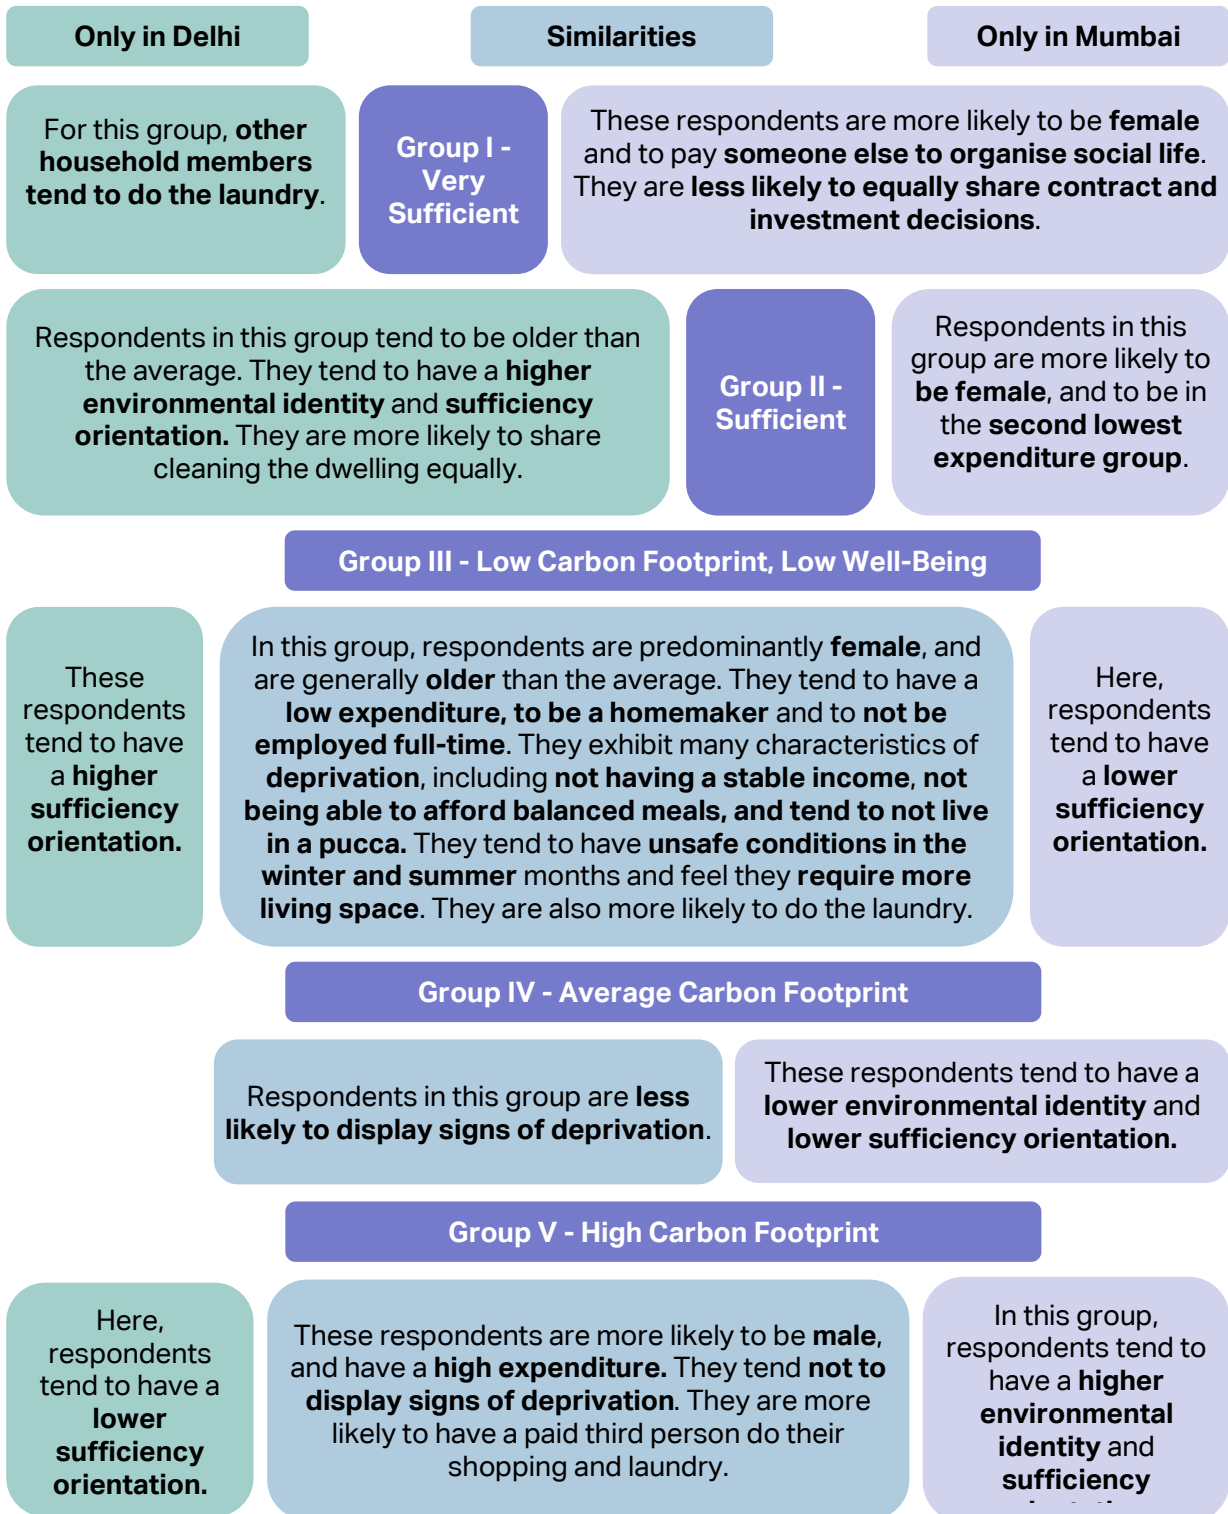 Only in Delhi
Similarities
Only in Mumbai
For this group, other
household members
tend to do the laundry.
Group I -
Very
Sufficient
These respondents are more likely to be female
and to pay someone else to organise social life.
They are less likely to equally share contract and
investment decisions.
Respondents in this group tend to be older than
the average. They tend to have a higher
environmental identity and sufficiency
orientation. They are more likely to share
cleaning the dwelling equally.
Group II -
Sufficient
Respondents in this
group are more likely to
be female, and to be in
the second lowest
expenditure group.
Group III - Low Carbon Footprint, Low Well-Being
These
respondents
tend to have
a higher
sufficiency
orientation.
In this group, respondents are predominantly female, and
are generally older than the average. They tend to have a
low expenditure, to be a homemaker and to not be
employed full-time. They exhibit many characteristics of
deprivation, including not having a stable income, not
being able to afford balanced meals, and tend to not live
in a pucca. They tend to have unsafe conditions in the
winter and summer months and feel they require more
living space. They are also more likely to do the laundry.
Here,
respondents
tend to have
a lower
sufficiency
orientation.
Group IV - Average Carbon Footprint
Respondents in this group are less
likely to display signs of deprivation.
These respondents tend to have a
lower environmental identity and
lower sufficiency orientation.
Group V - High Carbon Footprint
Here,
respondents
tend to have a
lower
sufficiency
orientation.
These respondents are more likely to be male,
and have a high expenditure. They tend not to
display signs of deprivation. They are more
likely to have a paid third person do their
shopping and laundry.
In this group,
respondents tend to
have a higher
environmental
identity and
sufficiency